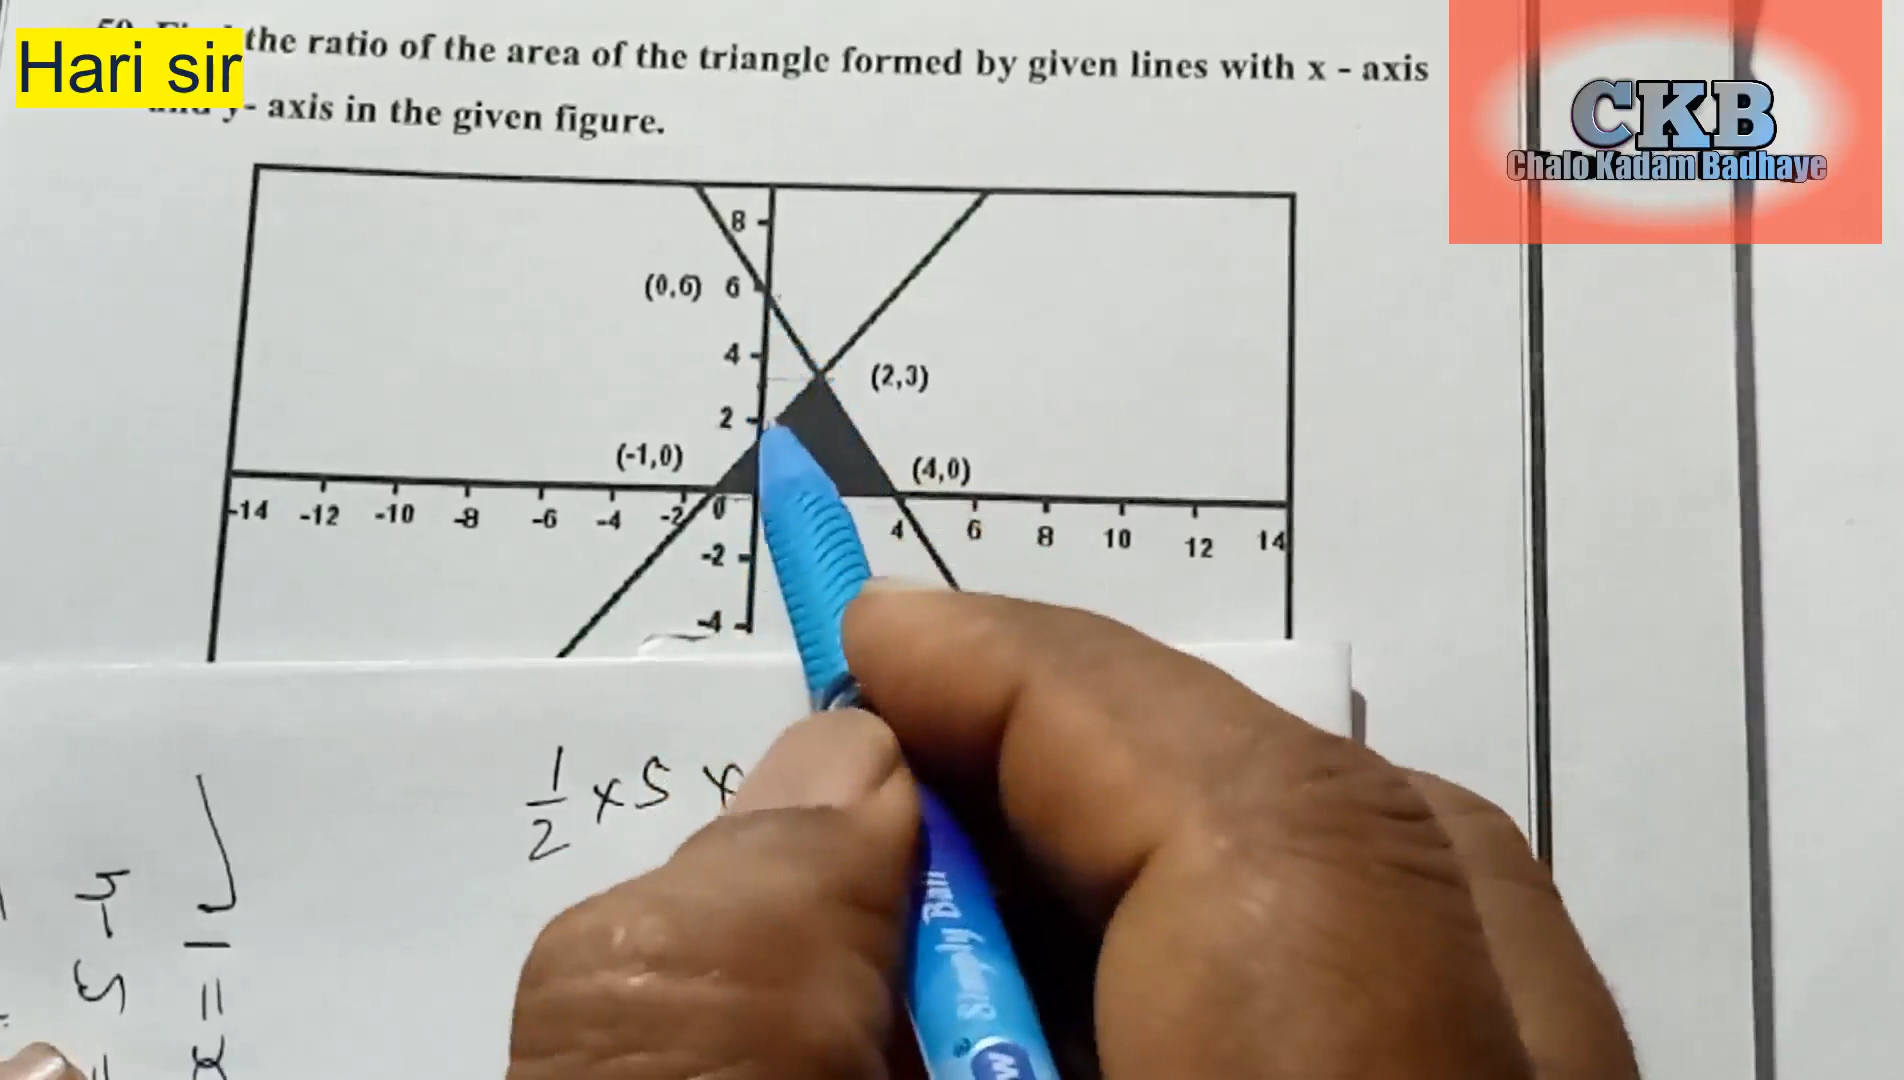 Hari sir
the ratio of the area of the triangle formed by given lines with x - axis
y- axis in the given figure.
CKB
Chalo Kadam Badhaye
8
(0,6) 6
4
(2,3)
2
(-1,0)
(4,0)
-14 -12 -10 -8 -6 -4 -2 0 4 6 8 10 12 14
-2
-4
1/2 x 5 x
Simply Ball